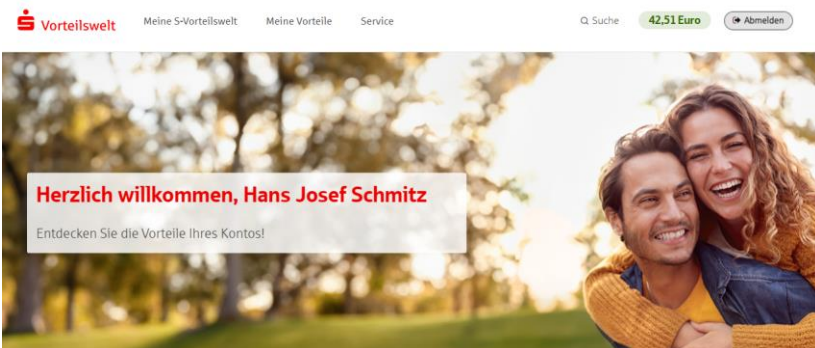 Vorteilswelt Meine S-Vorteilswelt Meine Vorteile Service Suche 42,51 Euro Abmelden
Herzlich willkommen, Hans Josef Schmitz
Entdecken Sie die Vorteile Ihres Kontos!